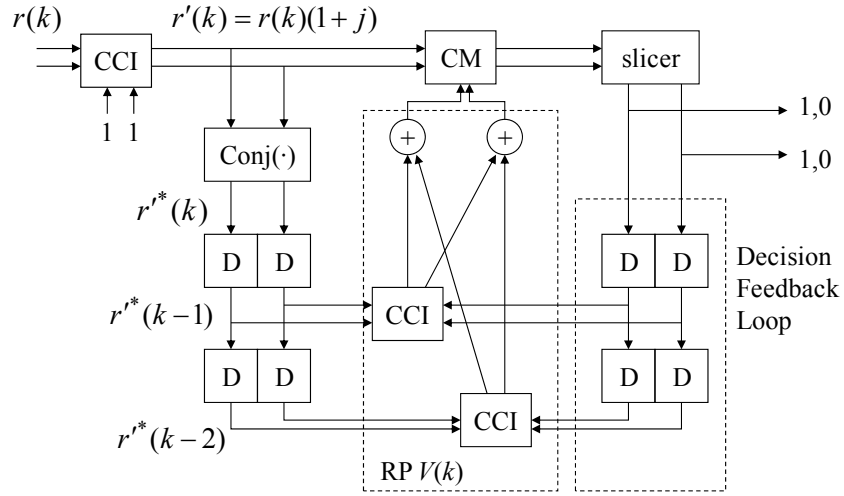 r(k)
r′(k) = r(k)(1+ j)
CCI
CM
slicer
1 1
1,0
+ +
1,0
Conj(·)
r′*(k)
D D
D D
Decision
Feedback
Loop
r′*(k−1)
CCI
D D
D D
CCI
r′*(k−2)
RP V(k)